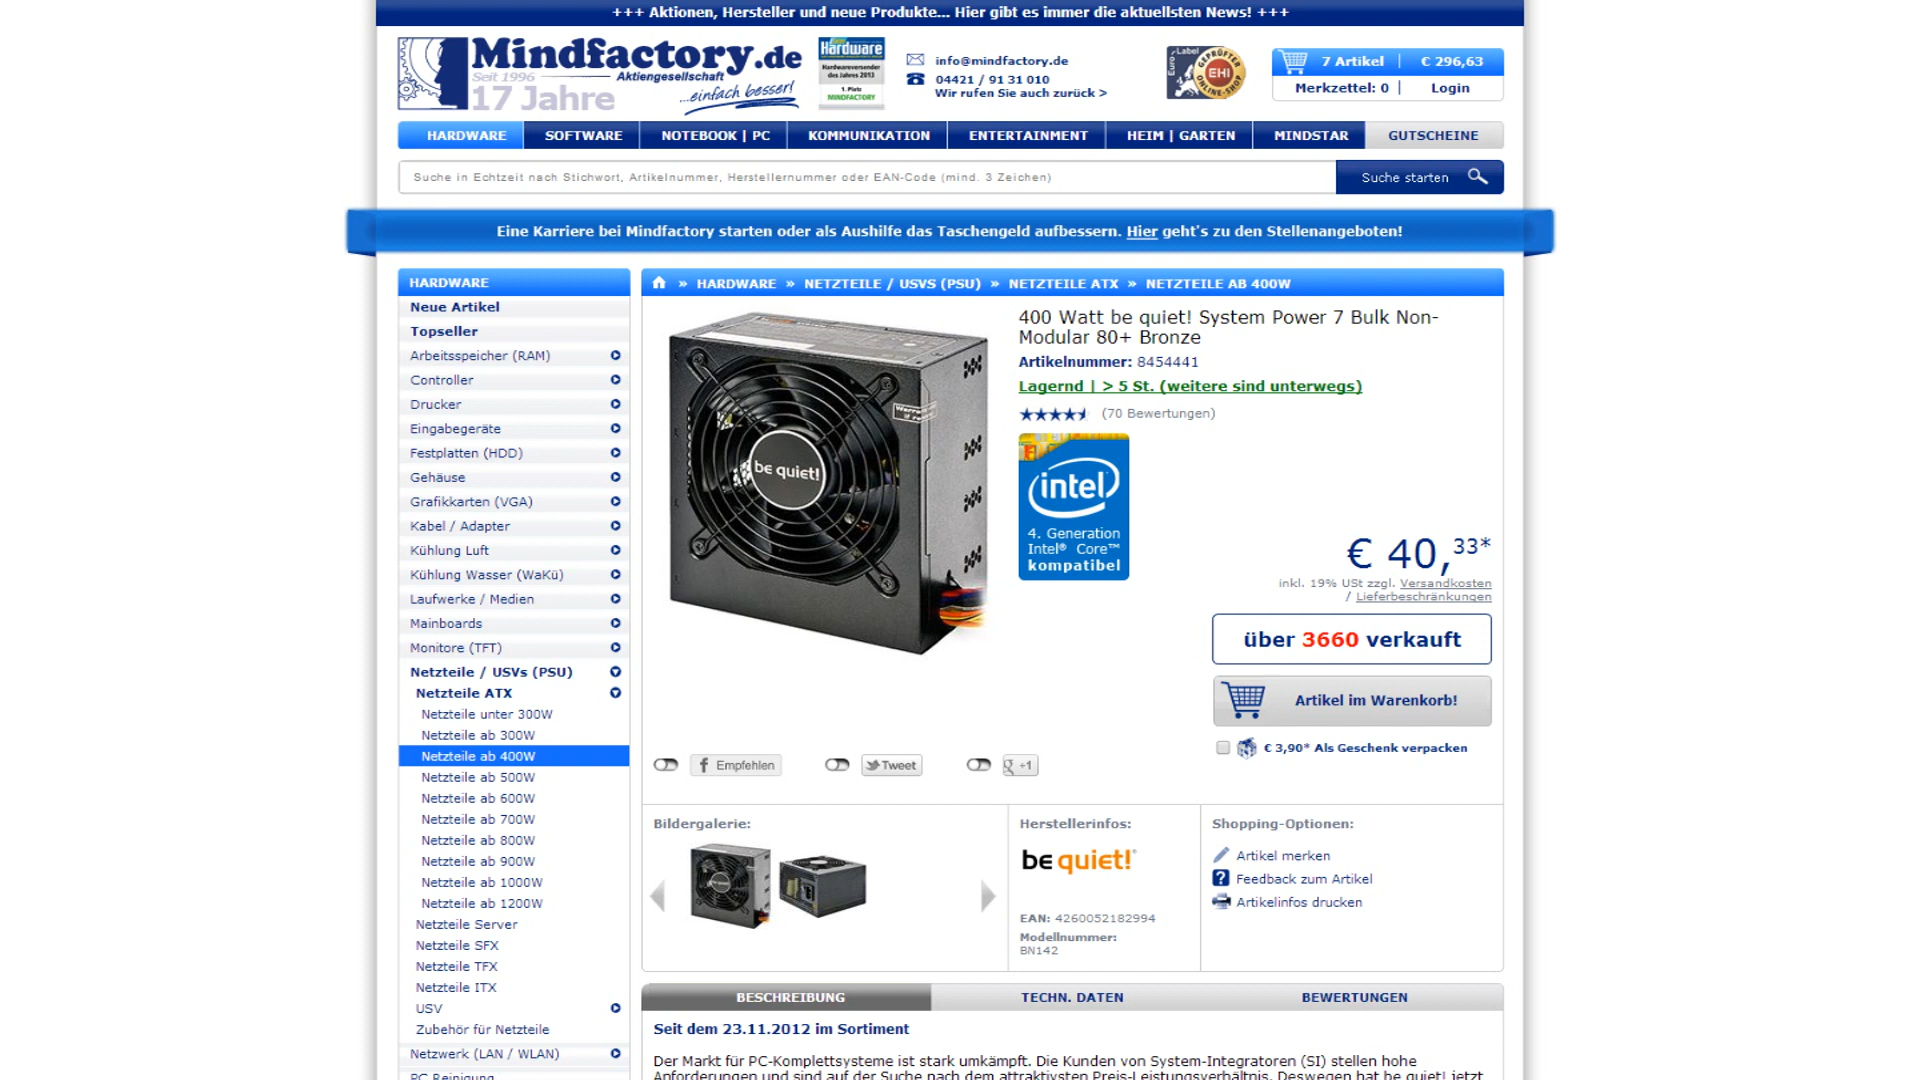 +++ Aktionen, Hersteller und neue Produkte... Hier gibt es immer die aktuellsten News! +++
Mindfactory.de
Seit 1996
Aktiengesellschaft
17 Jahre
...einfach besser!
Hardware
Hardwareversender
des Jahres 2013
1. Platz
MINDFACTORY
info@mindfactory.de
04421 / 91 31 010
Wir rufen Sie auch zurück >
Euro-Label
GEPRÜFTER
EHI
ONLINE-SHOP
7 Artikel | € 296,63
Merkzettel: 0 | Login
HARDWARE SOFTWARE NOTEBOOK | PC KOMMUNIKATION ENTERTAINMENT HEIM | GARTEN MINDSTAR GUTSCHEINE
Suche in Echtzeit nach Stichwort, Artikelnummer, Herstellernummer oder EAN-Code (mind. 3 Zeichen)
Suche starten
Eine Karriere bei Mindfactory starten oder als Aushilfe das Taschengeld aufbessern. Hier geht's zu den Stellenangeboten!
HARDWARE
Neue Artikel
Topseller
Arbeitsspeicher (RAM)
Controller
Drucker
Eingabegeräte
Festplatten (HDD)
Gehäuse
Grafikkarten (VGA)
Kabel / Adapter
Kühlung Luft
Kühlung Wasser (WaKü)
Laufwerke / Medien
Mainboards
Monitore (TFT)
Netzteile / USVs (PSU)
Netzteile ATX
Netzteile unter 300W
Netzteile ab 300W
Netzteile ab 400W
Netzteile ab 500W
Netzteile ab 600W
Netzteile ab 700W
Netzteile ab 800W
Netzteile ab 900W
Netzteile ab 1000W
Netzteile ab 1200W
Netzteile Server
Netzteile SFX
Netzteile TFX
Netzteile ITX
USV
Zubehör für Netzteile
Netzwerk (LAN / WLAN)
PC Reinigung
» HARDWARE » NETZTEILE / USVS (PSU) » NETZTEILE ATX » NETZTEILE AB 400W
be quiet!
400 Watt be quiet! System Power 7 Bulk Non-
Modular 80+ Bronze
Artikelnummer: 8454441
Lagernd | > 5 St. (weitere sind unterwegs)
(70 Bewertungen)
intel
4. Generation
Intel® Core™
kompatibel
€ 40,33*
inkl. 19% USt zzgl. Versandkosten
/ Lieferbeschränkungen
über 3660 verkauft
Artikel im Warenkorb!
€ 3,90* Als Geschenk verpacken
Empfehlen
Tweet
+1
Bildergalerie:
Herstellerinfos:
be quiet!
EAN: 4260052182994
Modellnummer:
BN142
Shopping-Optionen:
Artikel merken
Feedback zum Artikel
Artikelinfos drucken
BESCHREIBUNG TECHN. DATEN BEWERTUNGEN
Seit dem 23.11.2012 im Sortiment
Der Markt für PC-Komplettsysteme ist stark umkämpft. Die Kunden von System-Integratoren (SI) stellen hohe
Anforderungen und sind auf der Suche nach dem attraktivsten Preis-Leistungsverhältnis. Deswegen hat be quiet! jetzt